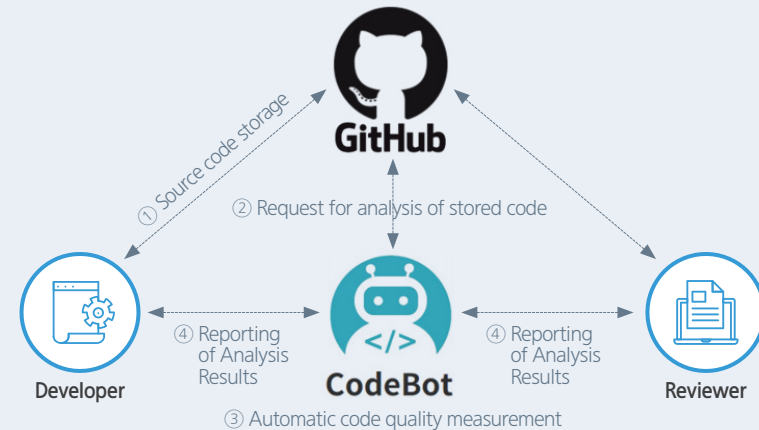 GitHub
① Source code storage
② Request for analysis of stored code
④ Reporting
of Analysis
Results
④ Reporting
of Analysis
Results
</>
Developer
CodeBot
Reviewer
③ Automatic code quality measurement